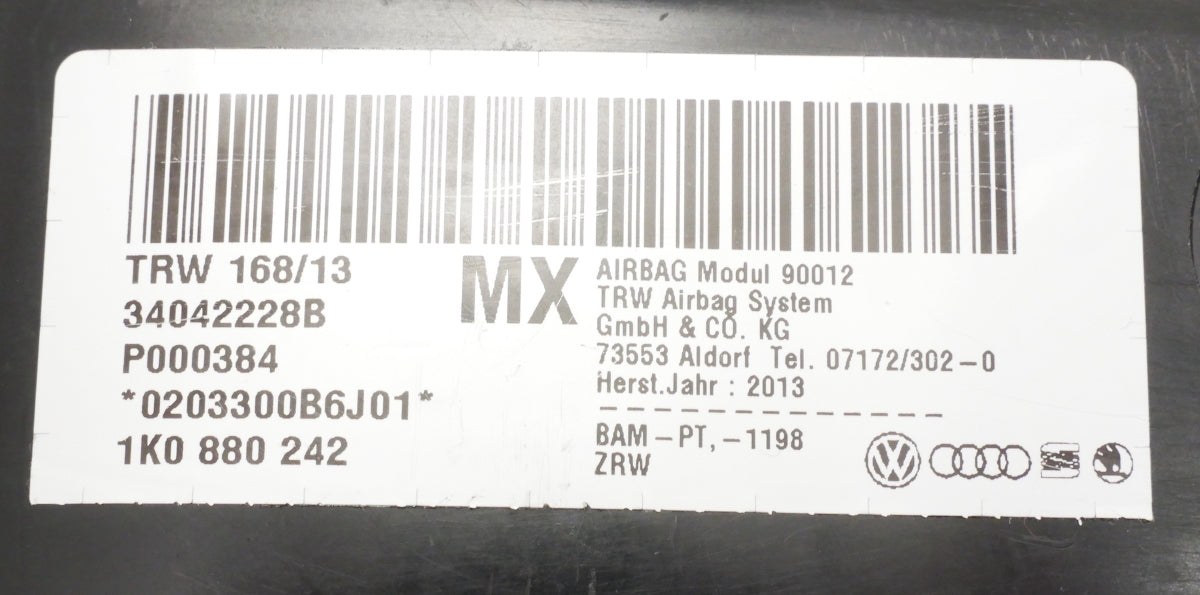 TRW 168/13
34042228B
P000384
*0203300B6J01*
1K0 880 242
MX
AIRBAG Modul 90012
TRW Airbag System
GmbH & CO. KG
73553 Aldorf Tel. 07172/302-0
Herst.Jahr : 2013
BAM-PT,-1198
ZRW